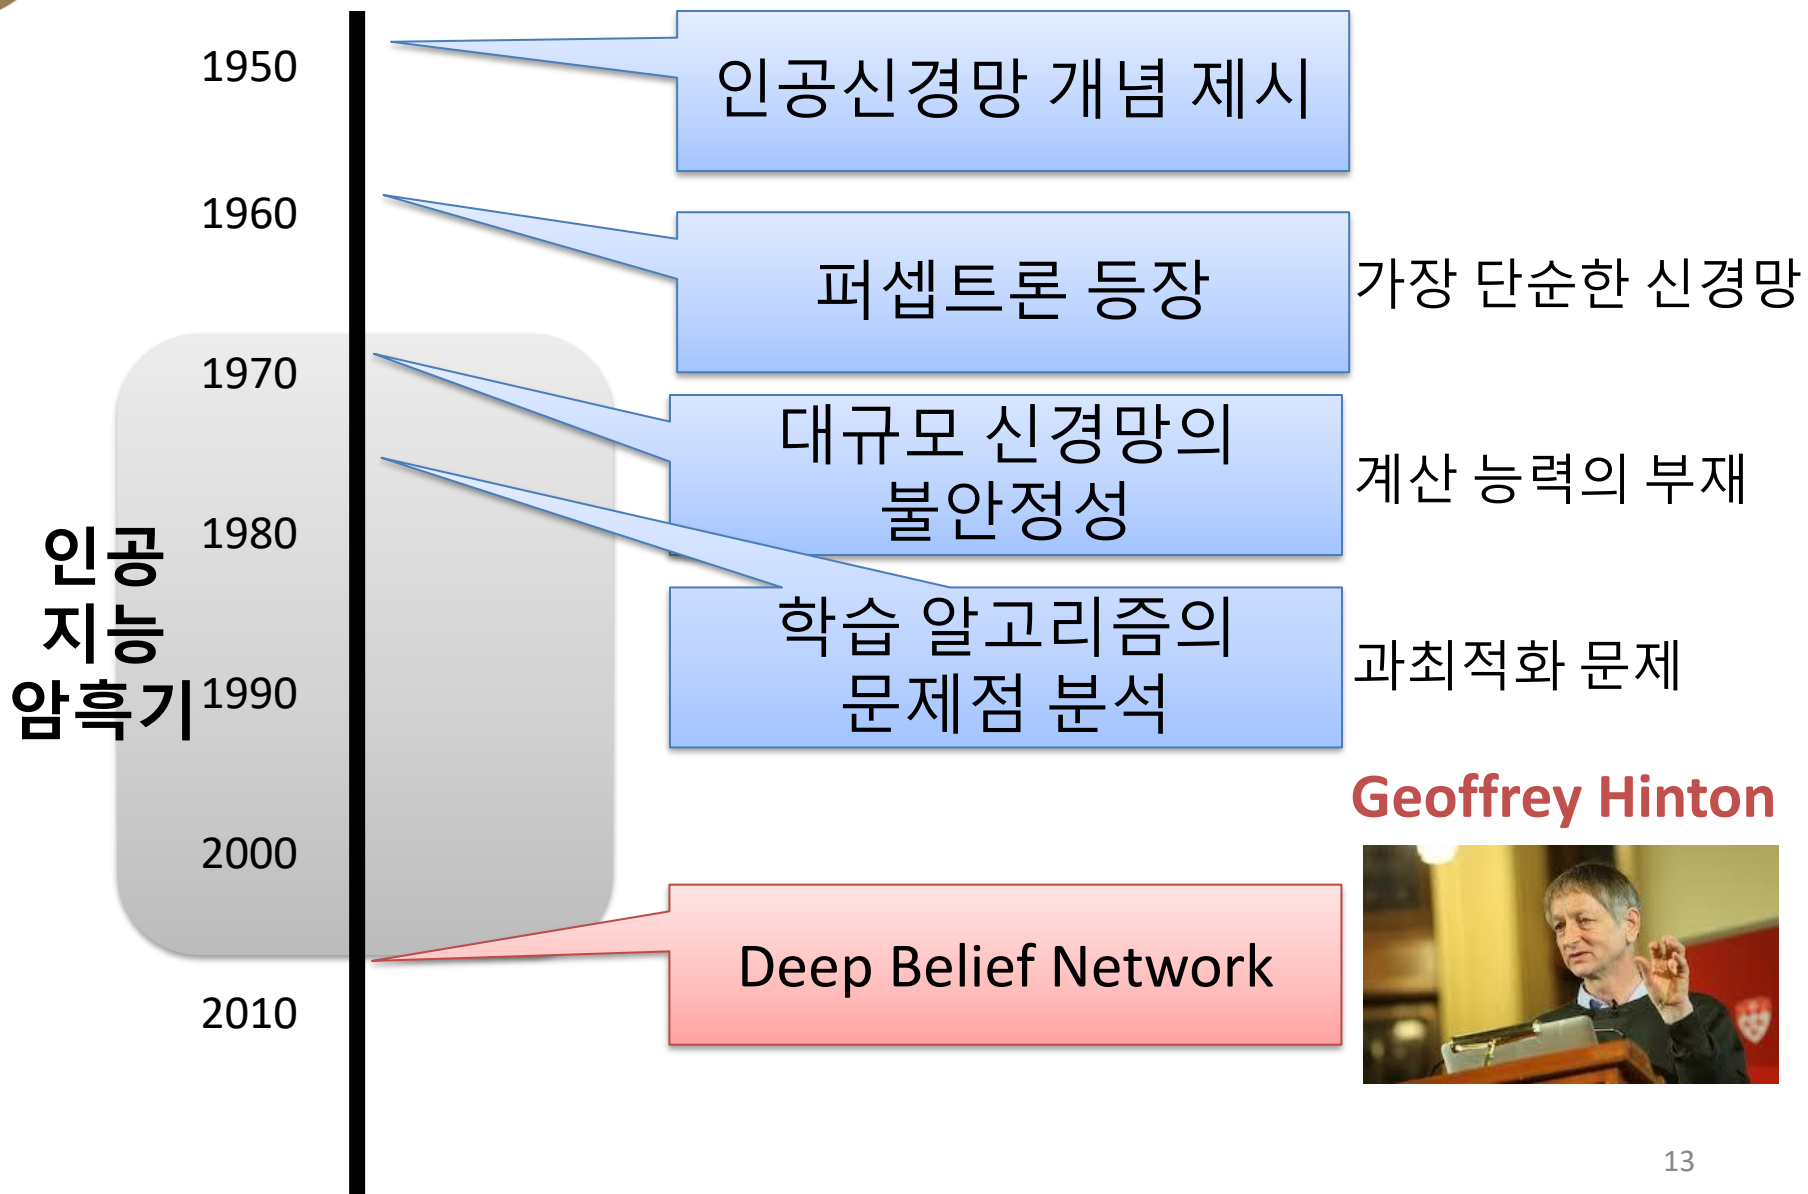 1950
인공신경망 개념 제시
1960
퍼셉트론 등장
가장 단순한 신경망
1970
대규모 신경망의
불안정성
계산 능력의 부재
1980
인공
지능
암흑기
학습 알고리즘의
문제점 분석
과최적화 문제
1990
Geoffrey Hinton
2000
Deep Belief Network
2010
13